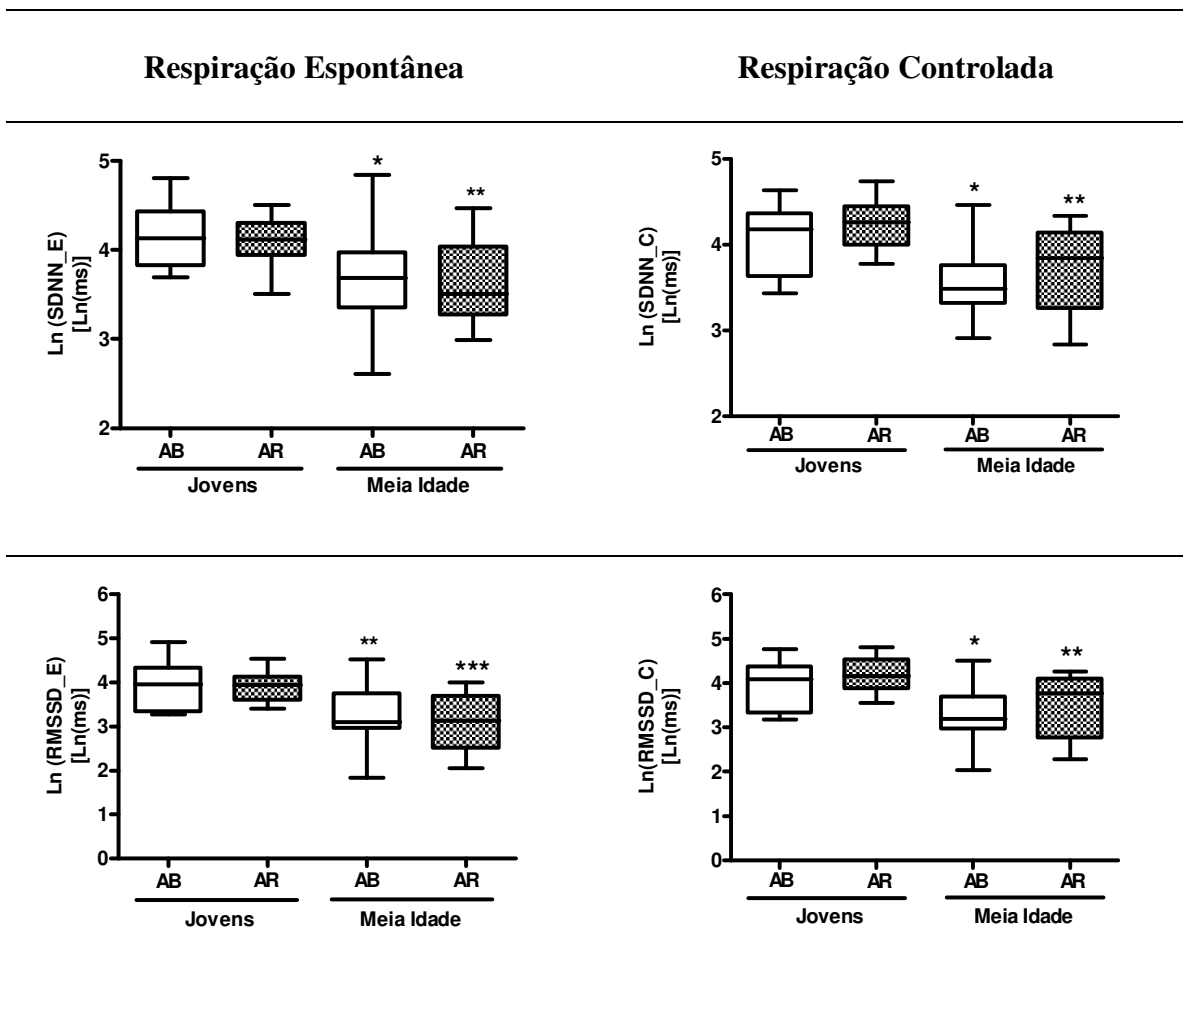 Respiração Espontânea
Respiração Controlada
Ln (SDNN_E)
[Ln(ms)]
5
4
3
2
*
**
AB
AR
AB
AR
Jovens
Meia Idade
Ln (SDNN_C)
[Ln(ms)]
5
4
3
2
*
**
AB
AR
AB
AR
Jovens
Meia Idade
Ln (RMSSD_E)
[Ln(ms)]
6
5
4
3
2
1
0
**
***
AB
AR
AB
AR
Jovens
Meia Idade
Ln(RMSSD_C)
[Ln(ms)]
6
5
4
3
2
1
0
*
**
AB
AR
AB
AR
Jovens
Meia Idade